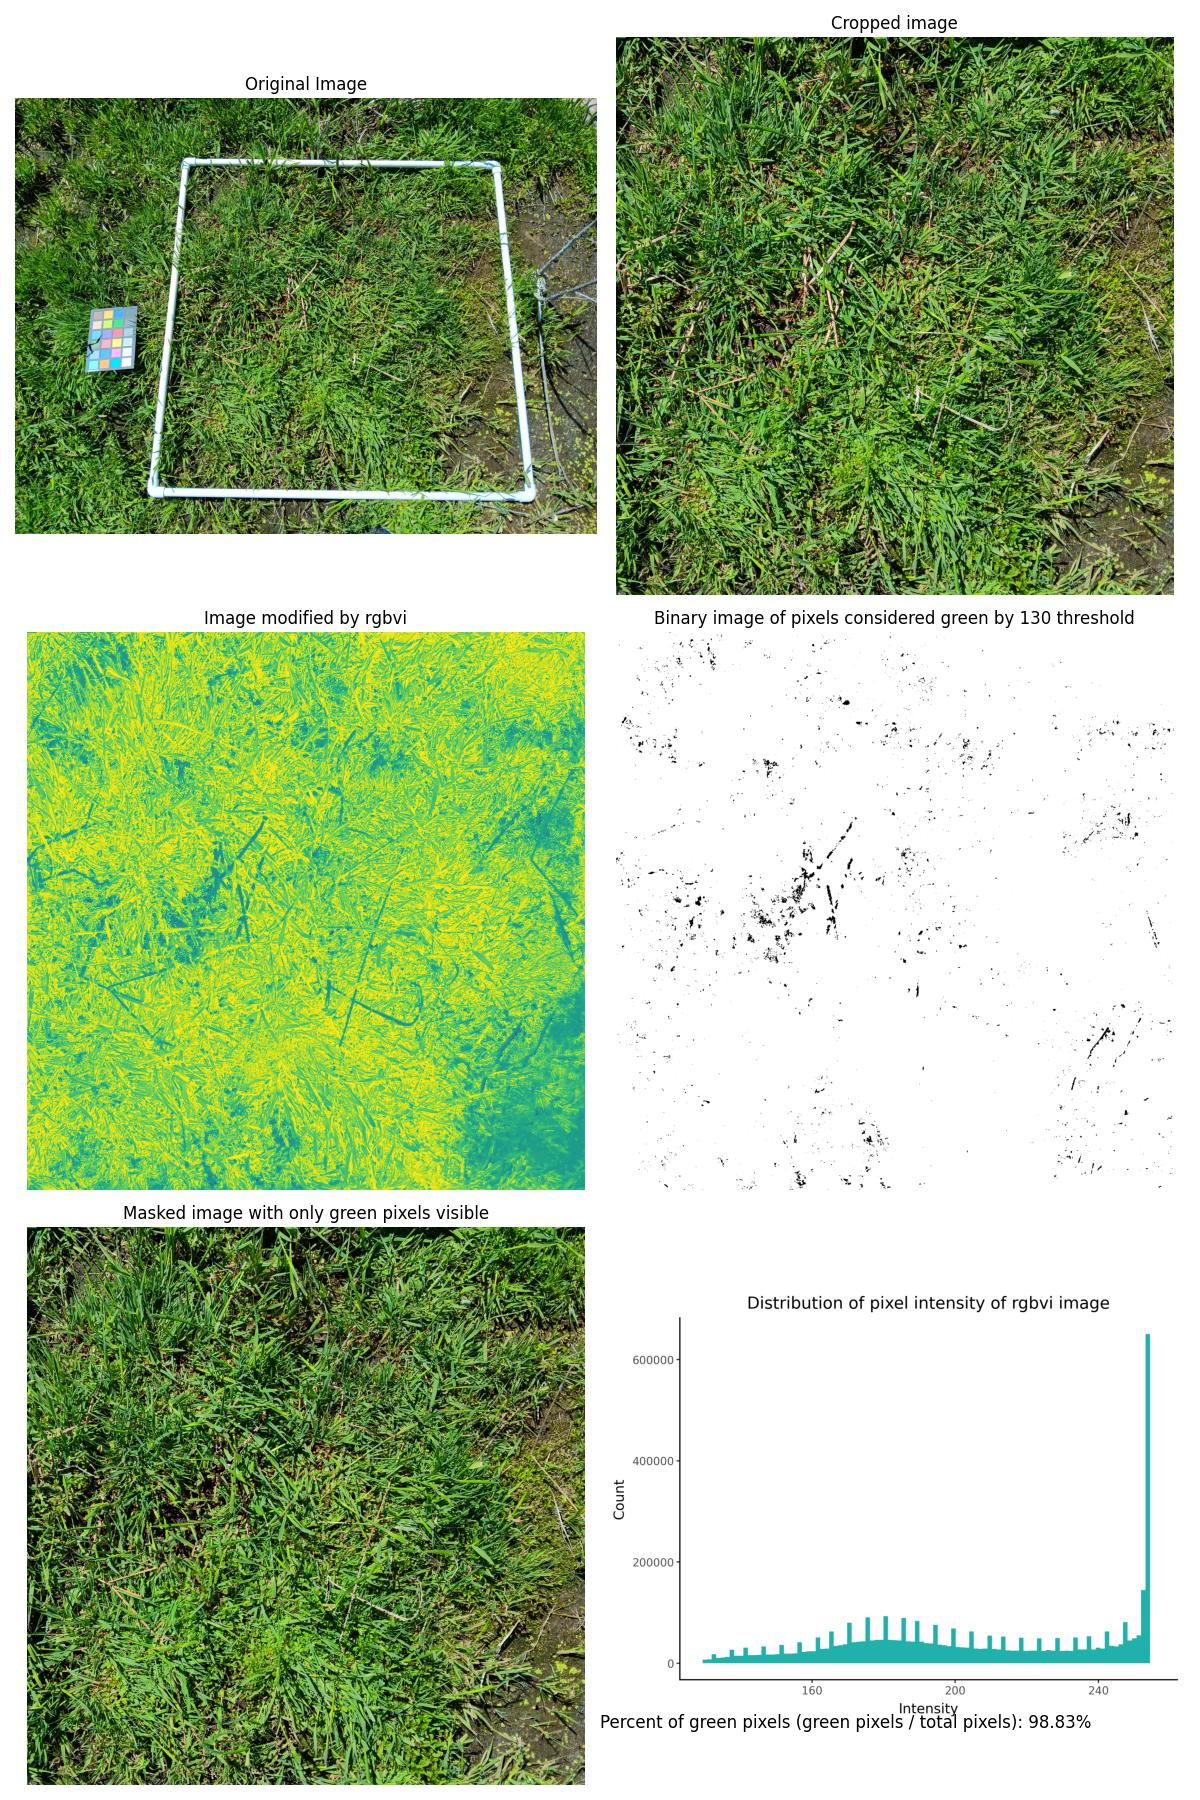 Cropped image
Original Image
Image modified by rgbvi
Binary image of pixels considered green by 130 threshold
Masked image with only green pixels visible
Distribution of pixel intensity of rgbvi image
600000
400000
200000
0
Count
160
200
240
Intensity
Percent of green pixels (green pixels / total pixels): 98.83%